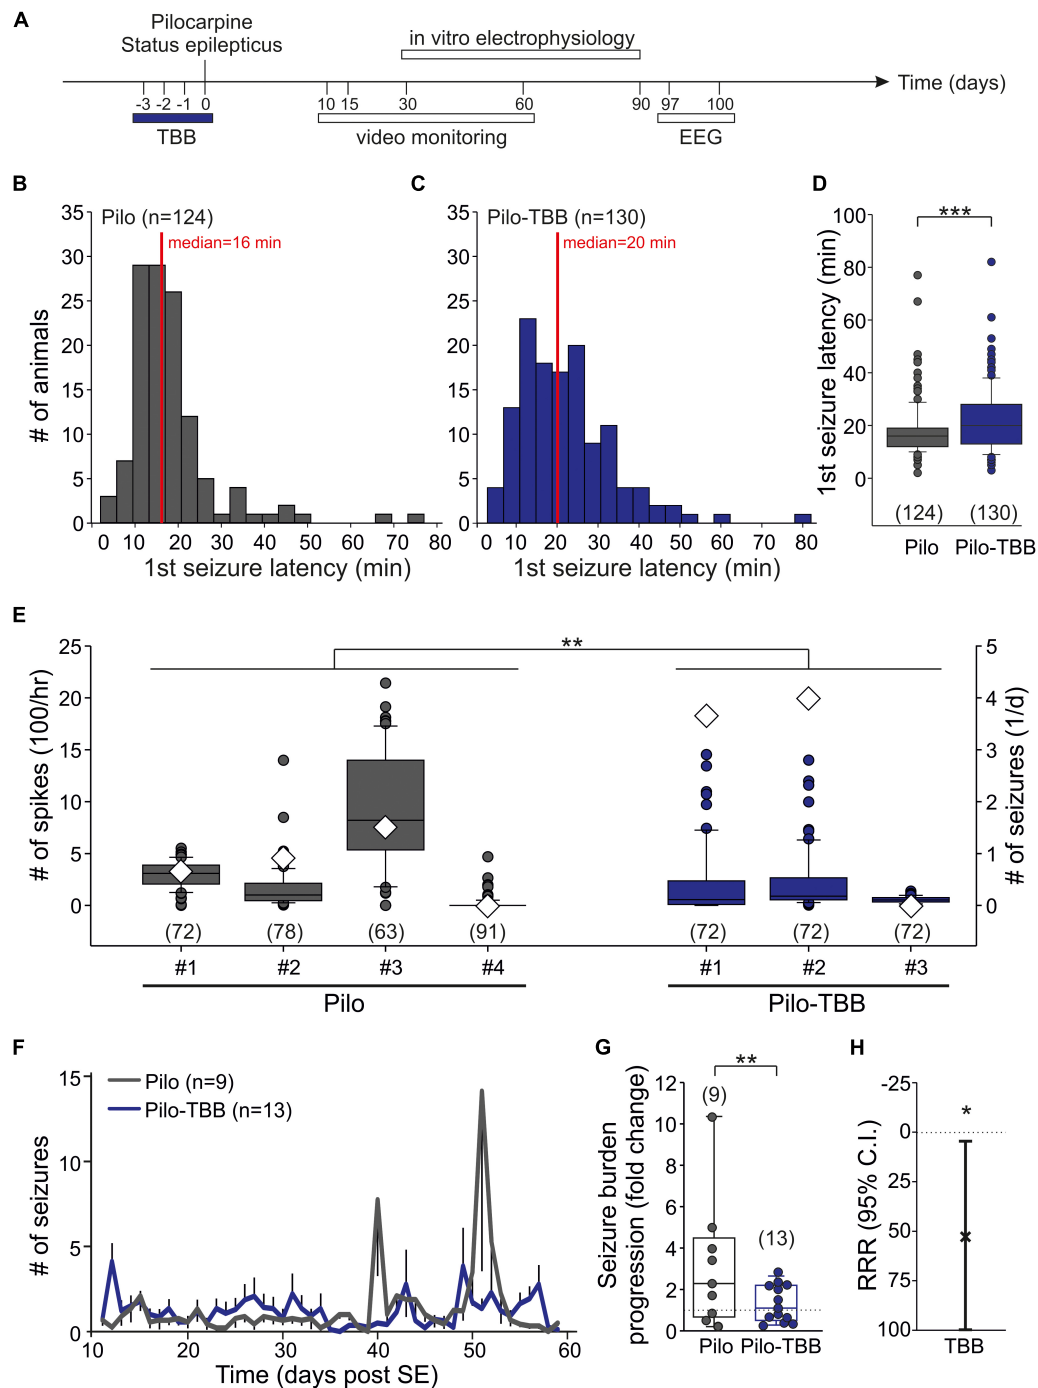 A
Pilocarpine
Status epilepticus
in vitro electrophysiology
Time (days)
-3 -2 -1 0 10 15 30 60 90 97 100
TBB
video monitoring
EEG
B
Pilo (n=124)
median=16 min
# of animals
35
30
25
20
15
10
5
0
0 10 20 30 40 50 60 70 80
1st seizure latency (min)
C
Pilo-TBB (n=130)
median=20 min
35
30
25
20
15
10
5
0
0 10 20 30 40 50 60 70 80
1st seizure latency (min)
D
***
1st seizure latency (min)
100
80
60
40
20
0
(124) (130)
Pilo Pilo-TBB
E
**
# of spikes (100/hr)
25
20
15
10
5
0
# of seizures (1/d)
5
4
3
2
1
0
(72) (78) (63) (91) (72) (72) (72)
#1 #2 #3 #4 #1 #2 #3
Pilo Pilo-TBB
F
Pilo (n=9)
Pilo-TBB (n=13)
# of seizures
15
10
5
0
10 20 30 40 50 60
Time (days post SE)
G
**
Seizure burden
progression (fold change)
12
10
8
6
4
2
0
(9)
(13)
Pilo Pilo-TBB
H
*
RRR (95% C.I.)
-25
0
25
50
75
100
TBB